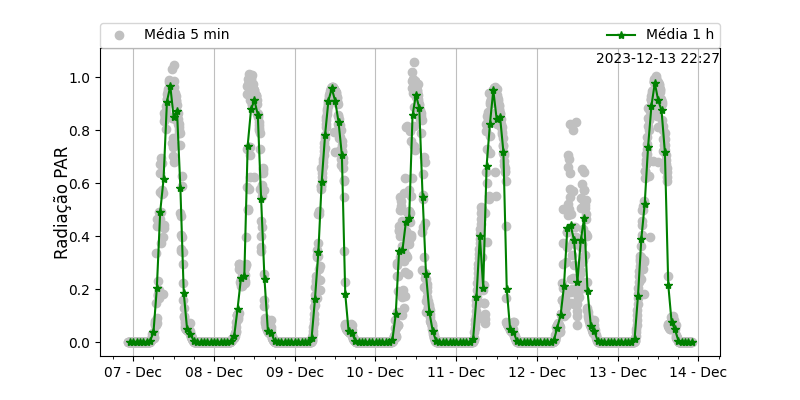 Média 5 min
Média 1 h
2023-12-13 22:27
Radiação PAR
1.0
0.8
0.6
0.4
0.2
0.0
07 - Dec
08 - Dec
09 - Dec
10 - Dec
11 - Dec
12 - Dec
13 - Dec
14 - Dec